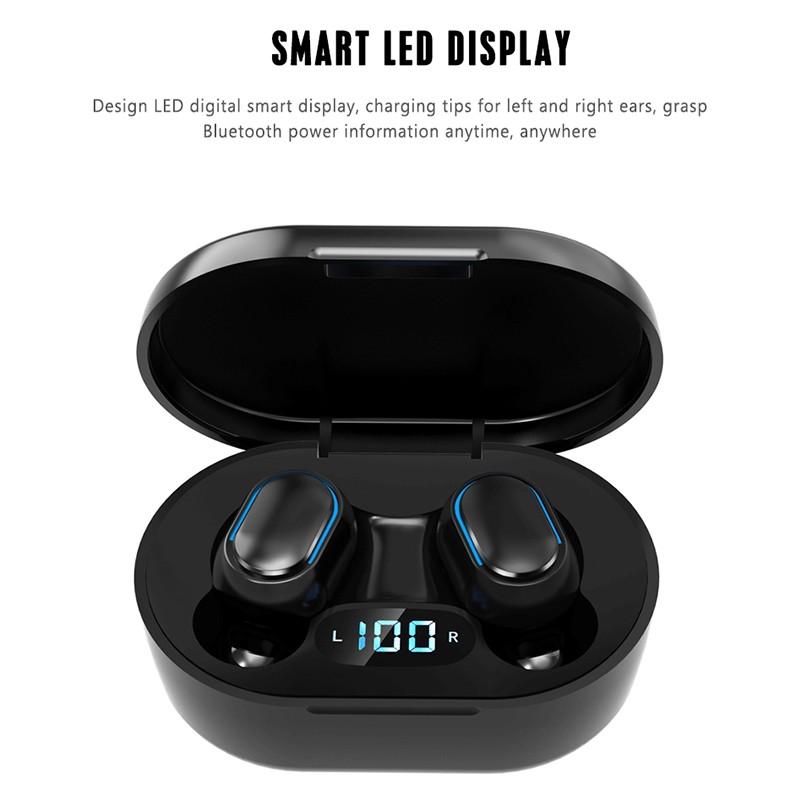 SMART LED DISPLAY
Design LED digital smart display, charging tips for left and right ears, grasp
Bluetooth power information anytime, anywhere
L 100 R